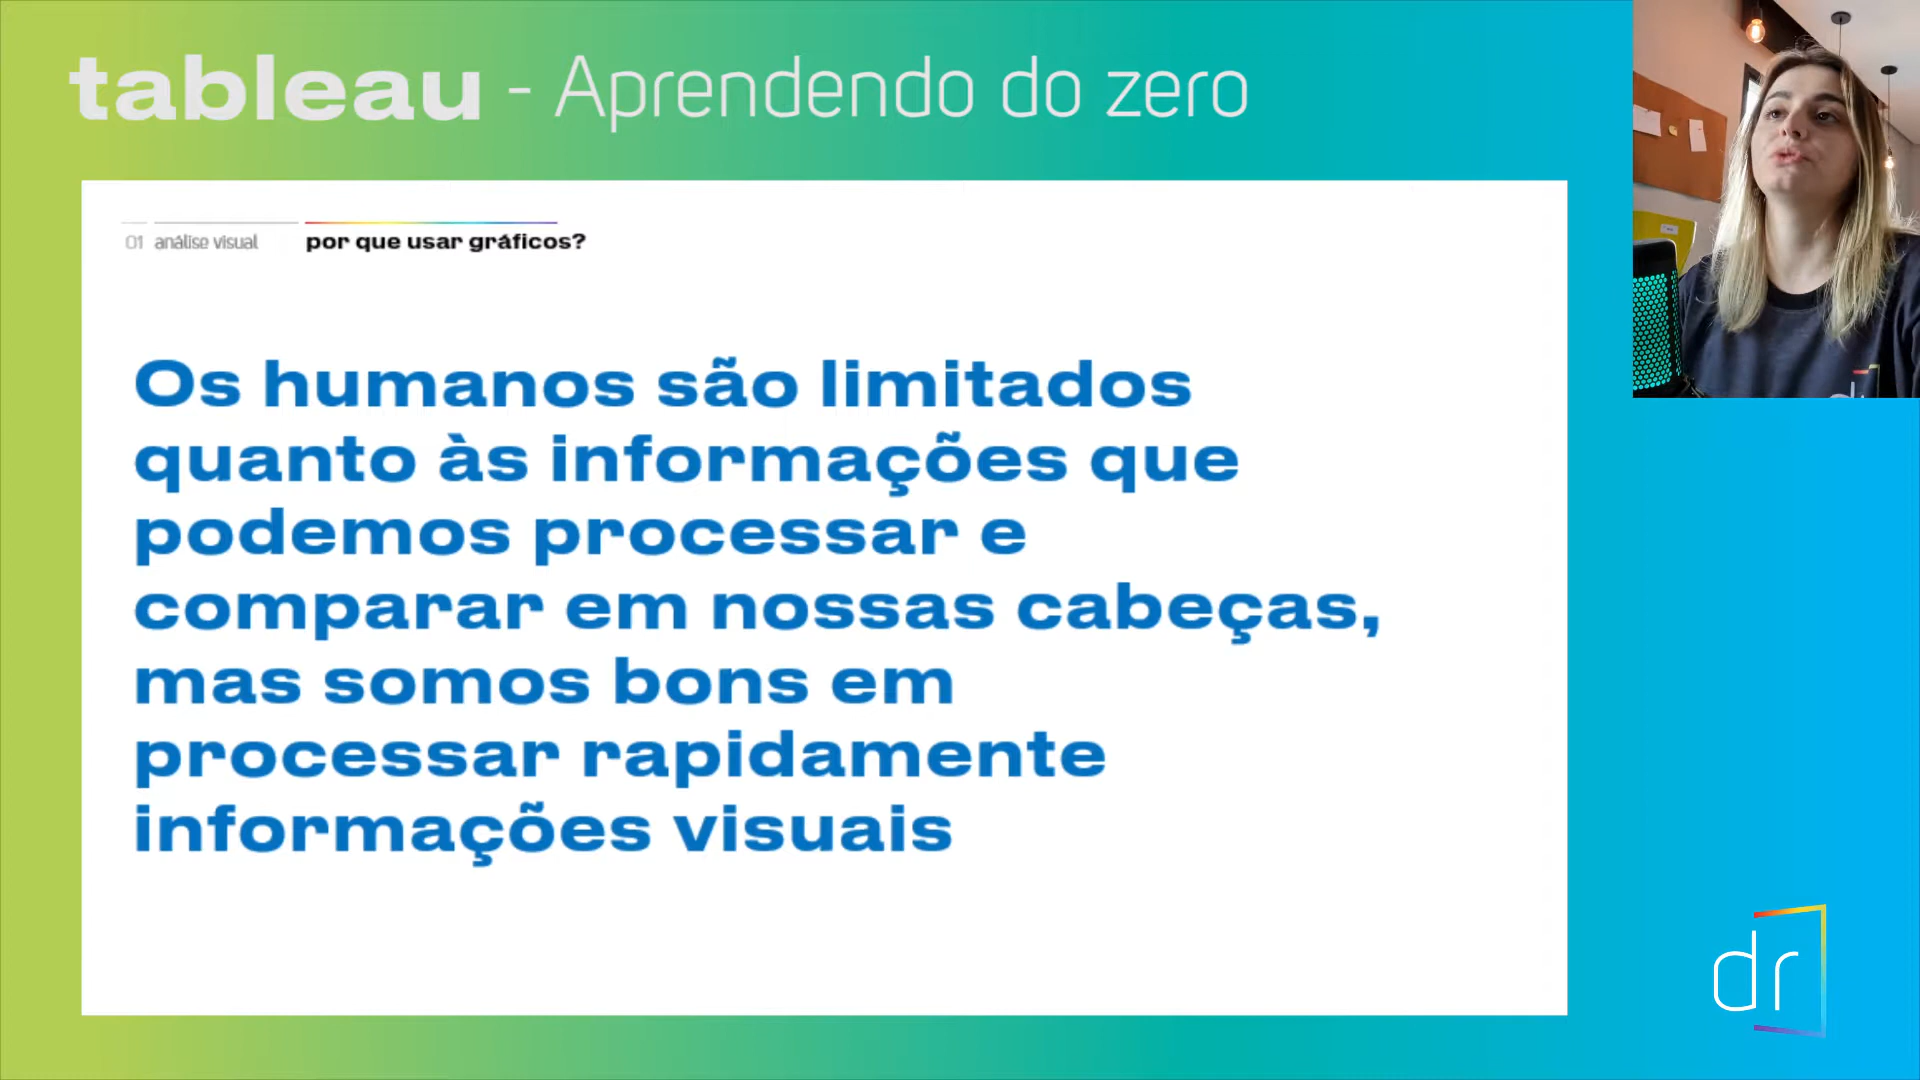 tableau - Aprendendo do zero
01 análise visual por que usar gráficos?
Os humanos são limitados
quanto às informações que
podemos processar e
comparar em nossas cabeças,
mas somos bons em
processar rapidamente
informações visuais
dr